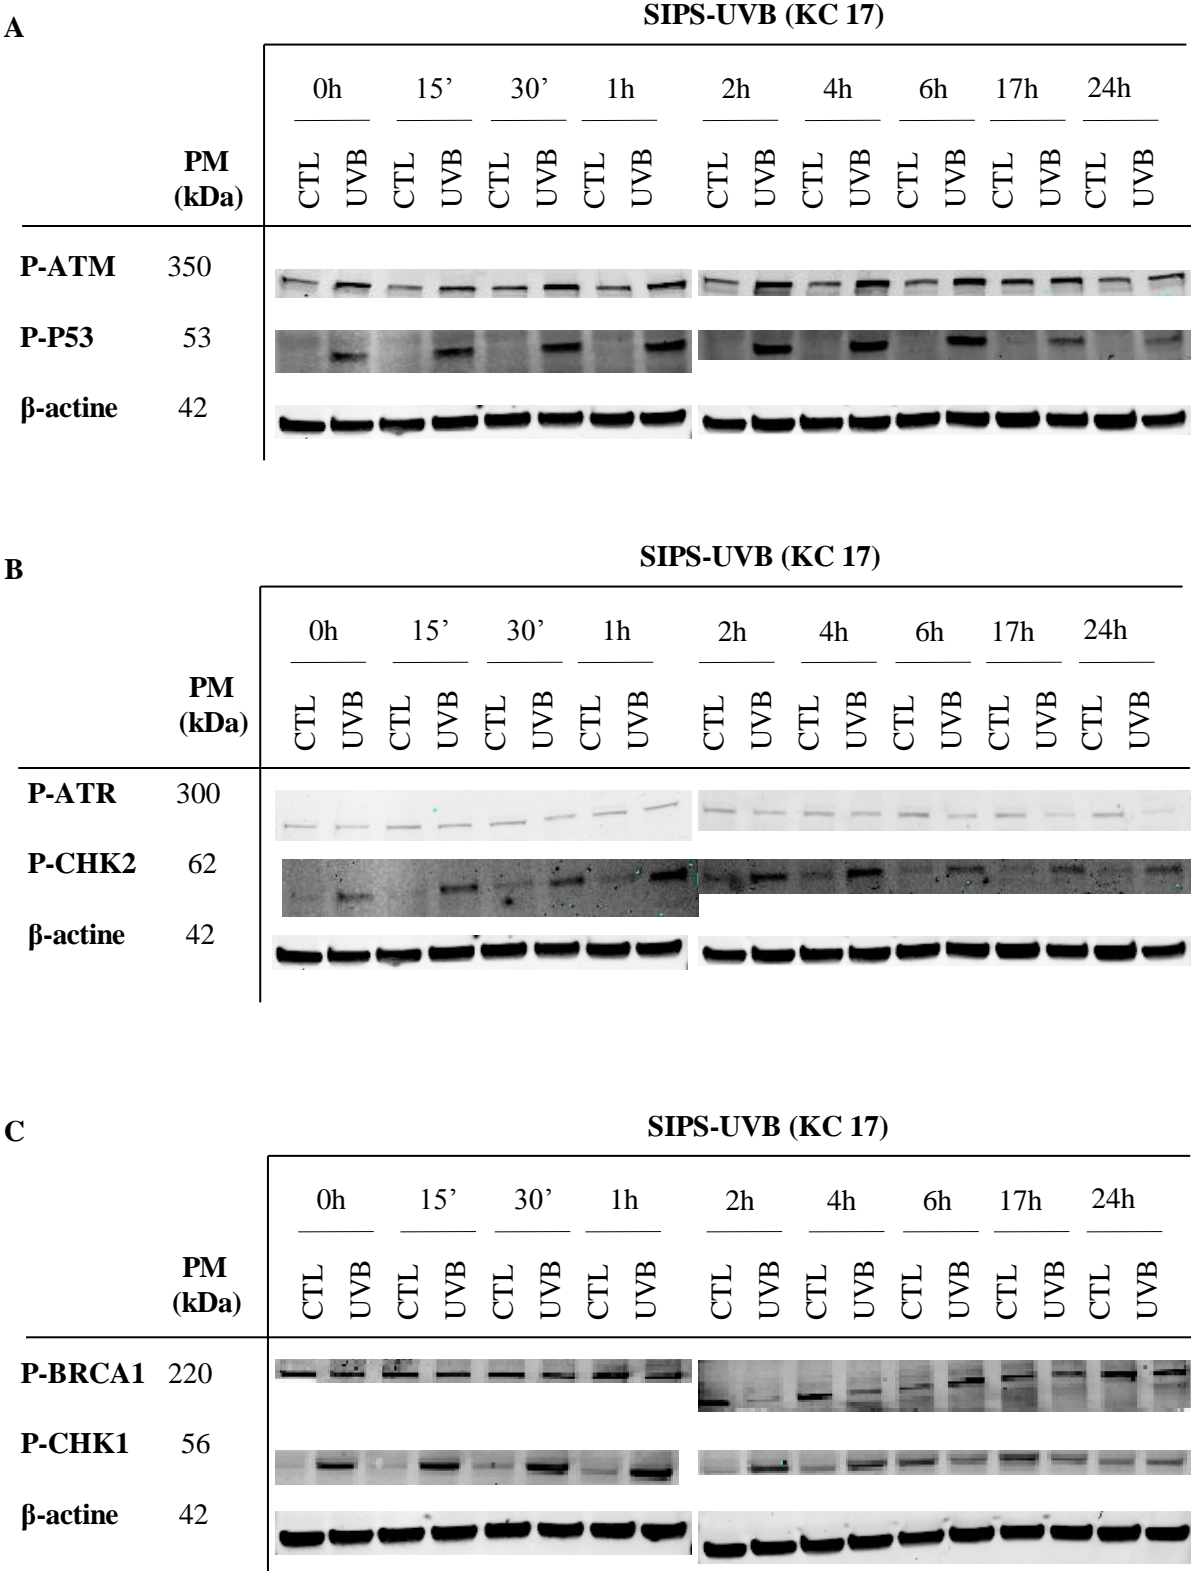 A
SIPS-UVB (KC 17)
0h 15’ 30’ 1h 2h 4h 6h 17h 24h
PM
(kDa)
CTL UVB CTL UVB CTL UVB CTL UVB CTL UVB CTL UVB CTL UVB CTL UVB CTL UVB
P-ATM 350
P-P53 53
β-actine 42
B
SIPS-UVB (KC 17)
0h 15’ 30’ 1h 2h 4h 6h 17h 24h
PM
(kDa)
CTL UVB CTL UVB CTL UVB CTL UVB CTL UVB CTL UVB CTL UVB CTL UVB CTL UVB
P-ATR 300
P-CHK2 62
β-actine 42
C
SIPS-UVB (KC 17)
0h 15’ 30’ 1h 2h 4h 6h 17h 24h
PM
(kDa)
CTL UVB CTL UVB CTL UVB CTL UVB CTL UVB CTL UVB CTL UVB CTL UVB CTL UVB
P-BRCA1 220
P-CHK1 56
β-actine 42